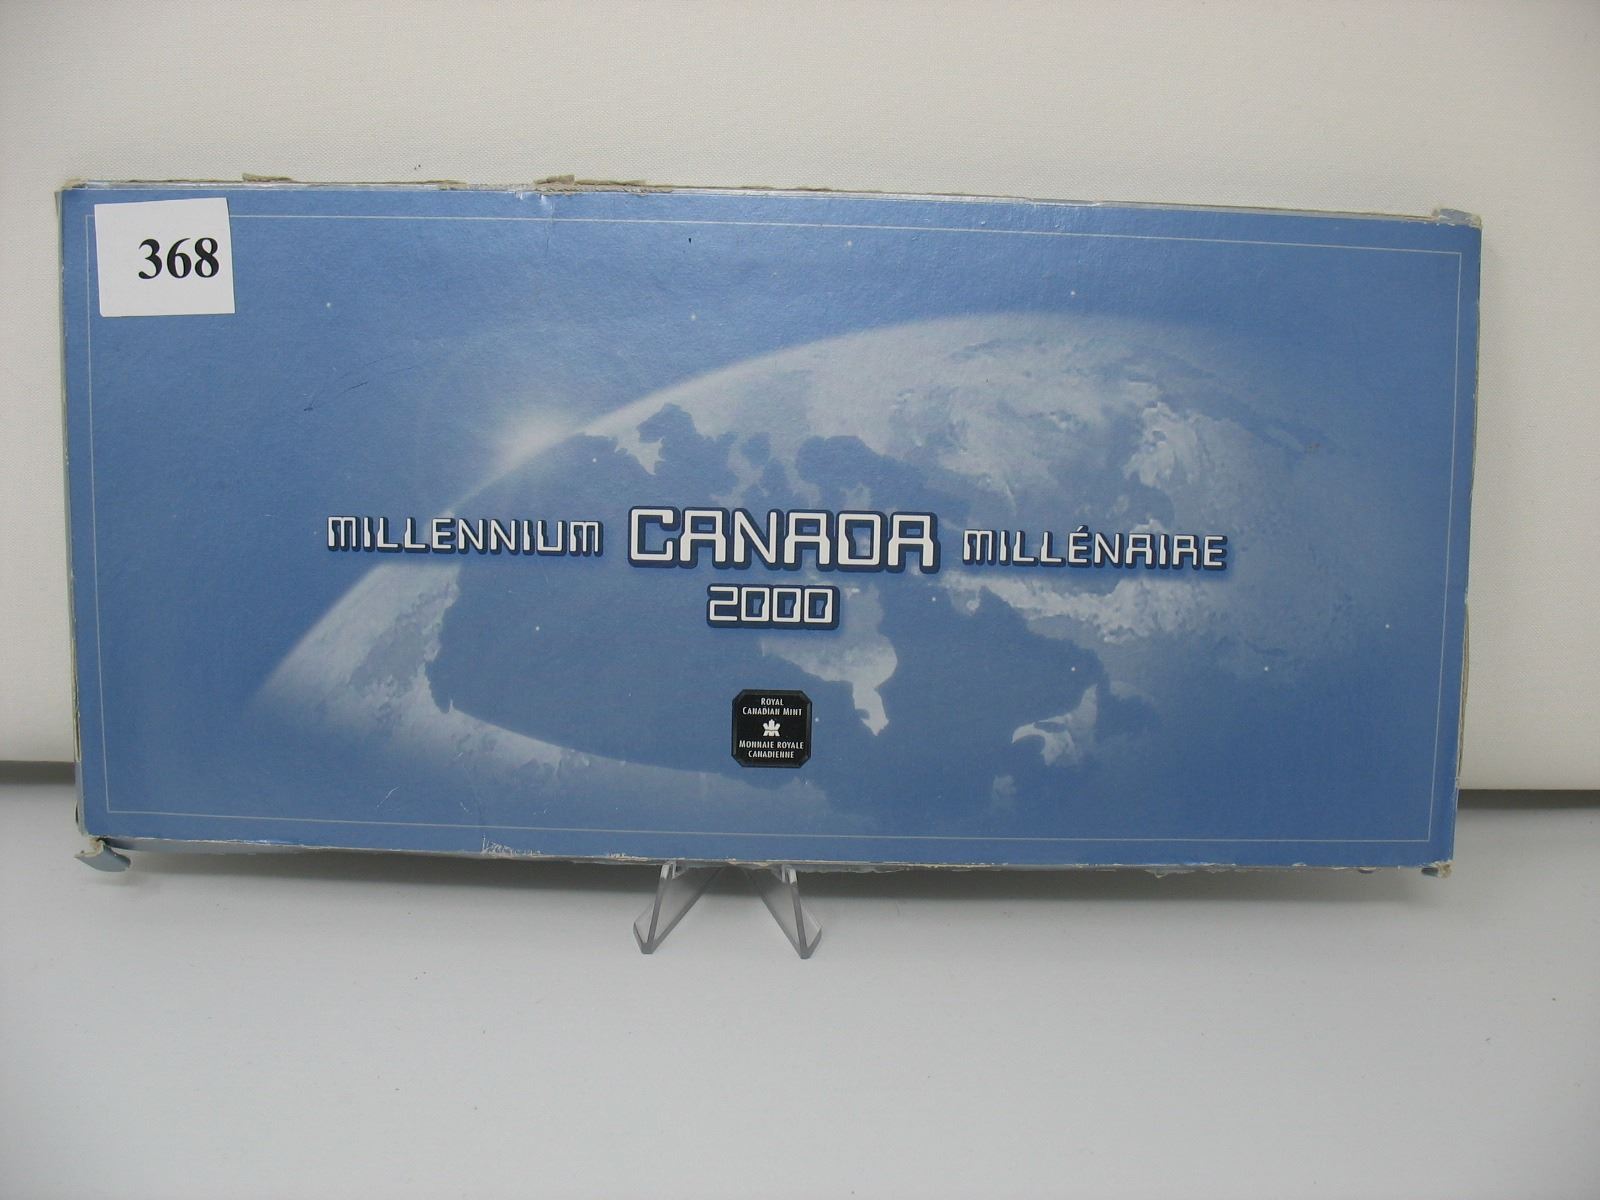 368
MILLENNIUM CANADA MILLÉNAIRE
2000
ROYAL
CANADIAN MINT
MONNAIE ROYALE
CANADIENNE